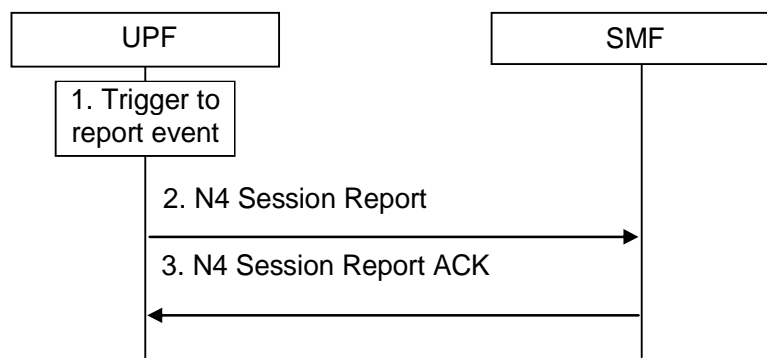 UPF
SMF
1. Trigger to
report event
2. N4 Session Report
3. N4 Session Report ACK